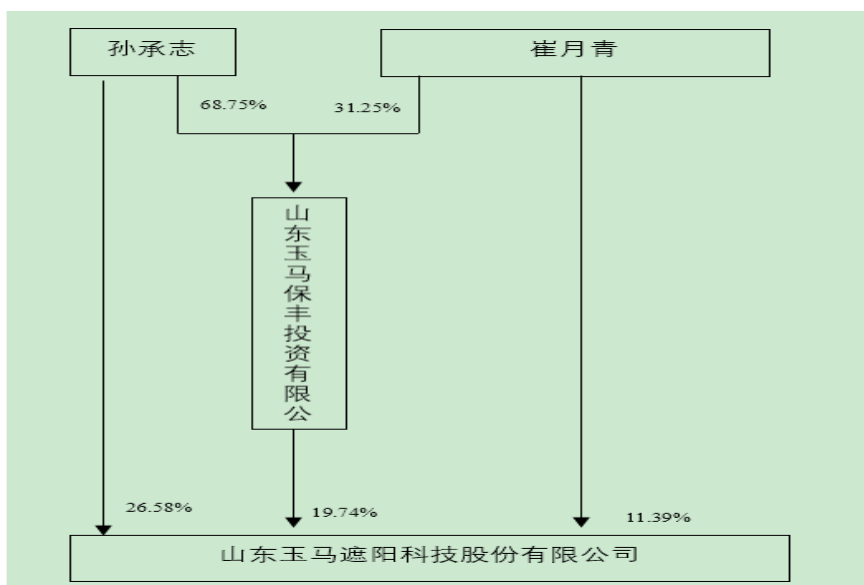 孙承志
崔月青
68.75%
31.25%
山东玉马保丰投资有限公
26.58%
19.74%
11.39%
山东玉马遮阳科技股份有限公司